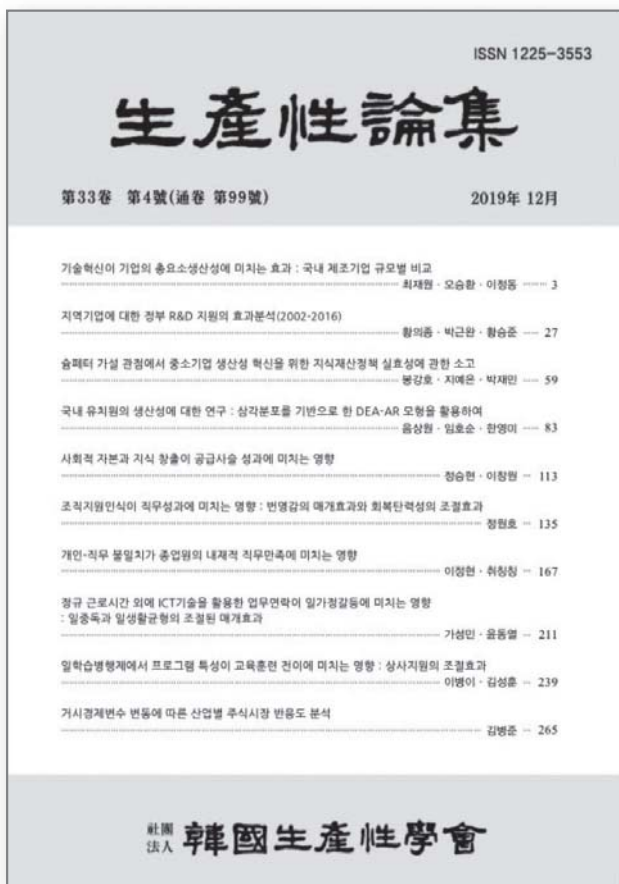 ISSN 1225-3553
生產性論集
第33卷 第4號(通卷 第99號) 2019年 12月
기술혁신이 기업의 총요소생산성에 미치는 효과 : 국내 제조기업 규모별 비교
최재원 · 오승환 · 이정동 3
지역기업에 대한 정부 R&D 지원의 효과분석(2002-2016)
황의종 · 박근완 · 황승준 27
슘페터 가설 관점에서 중소기업 생산성 혁신을 위한 지식재산정책 실효성에 관한 소고
봉강호 · 지예은 · 박재민 59
국내 유치원의 생산성에 대한 연구 : 삼각분포를 기반으로 한 DEA-AR 모형을 활용하여
음상원 · 임호순 · 한영미 83
사회적 자본과 지식 창출이 공급사슬 성과에 미치는 영향
정승현 · 이창원 113
조직지원인식이 직무성과에 미치는 영향 : 번영감의 매개효과와 회복탄력성의 조절효과
정원호 135
개인-직무 불일치가 종업원의 내재적 직무만족에 미치는 영향
이정현 · 취칭칭 167
정규 근로시간 외에 ICT기술을 활용한 업무연락이 일가정갈등에 미치는 영향
: 일중독과 일생활균형의 조절된 매개효과
가성민 · 윤동열 211
일학습병행제에서 프로그램 특성이 교육훈련 전이에 미치는 영향 : 상사지원의 조절효과
이병이 · 김성훈 239
거시경제변수 변동에 따른 산업별 주식시장 반응도 분석
김병준 265
社團法人 韓國生產性學會